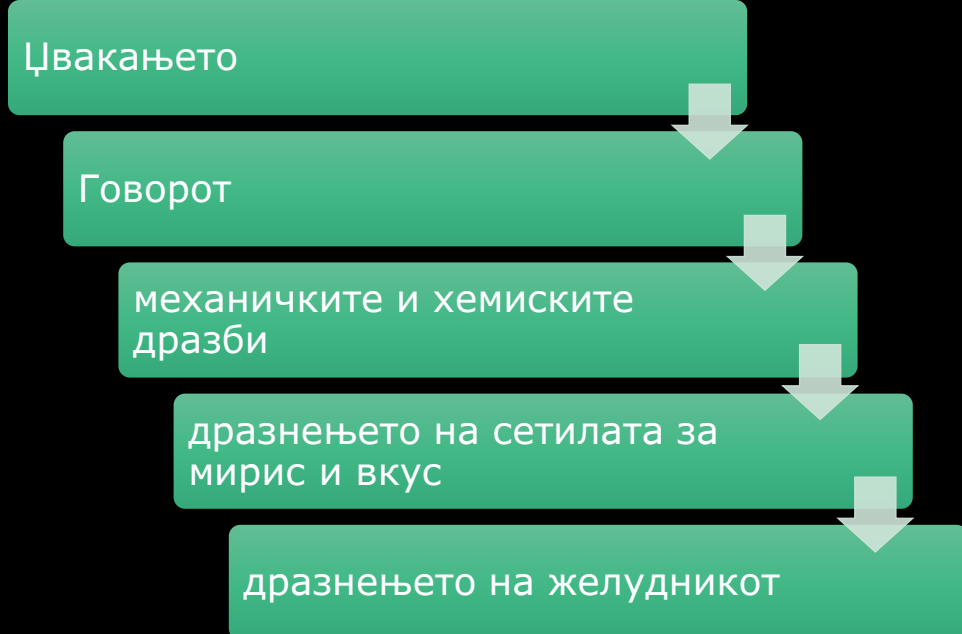 Џвакањето
Говорот
механичките и хемиските
дразби
дразнењето на сетилата за
мирис и вкус
дразнењето на желудникот